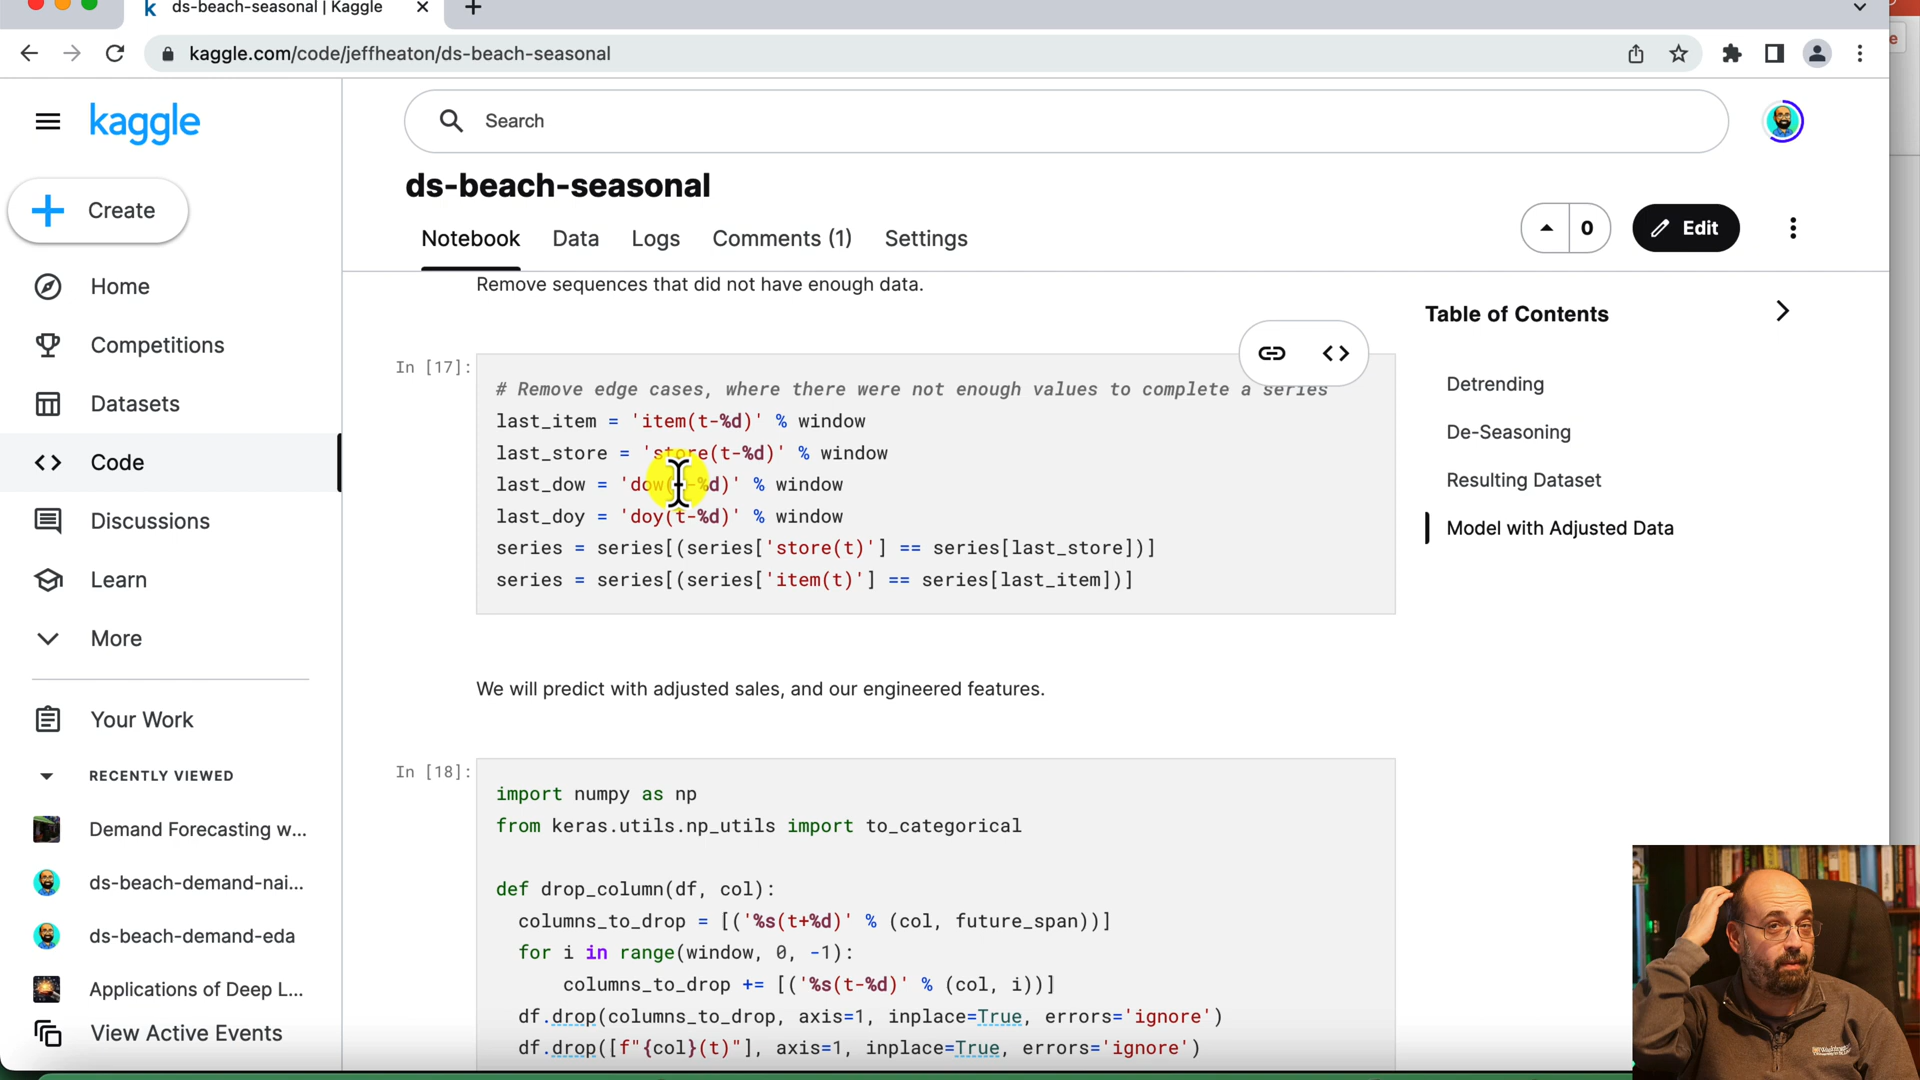 ds-beach-seasonal | Kaggle
kaggle.com/code/jeffheaton/ds-beach-seasonal
kaggle
Search
Create
Home
Competitions
Datasets
Code
Discussions
Learn
More
Your Work
RECENTLY VIEWED
Demand Forecasting w...
ds-beach-demand-nai...
ds-beach-demand-eda
Applications of Deep L...
View Active Events
ds-beach-seasonal
0
Edit
Notebook Data Logs Comments (1) Settings
Remove sequences that did not have enough data.
In [17]:
# Remove edge cases, where there were not enough values to complete a series
last_item = 'item(t-%d)' % window
last_store = 'store(t-%d)' % window
last_dow = 'dow(t-%d)' % window
last_doy = 'doy(t-%d)' % window
series = series[(series['store(t)'] == series[last_store])]
series = series[(series['item(t)'] == series[last_item])]
We will predict with adjusted sales, and our engineered features.
In [18]:
import numpy as np
from keras.utils.np_utils import to_categorical
def drop_column(df, col):
columns_to_drop = [('%s(t+%d)' % (col, future_span))]
for i in range(window, 0, -1):
columns_to_drop += [('%s(t-%d)' % (col, i))]
df.drop(columns_to_drop, axis=1, inplace=True, errors='ignore')
df.drop([f"{col}(t)"], axis=1, inplace=True, errors='ignore')
Table of Contents
Detrending
De-Seasoning
Resulting Dataset
Model with Adjusted Data